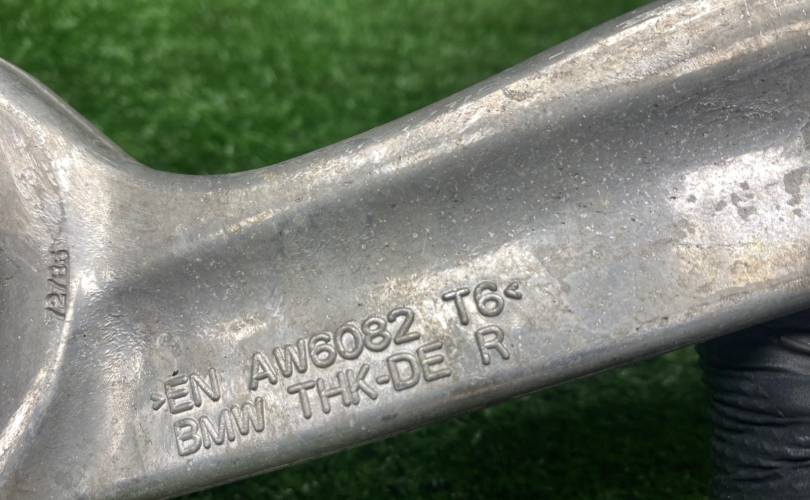 >EN AW6082 T6<
BMW THK-DE R